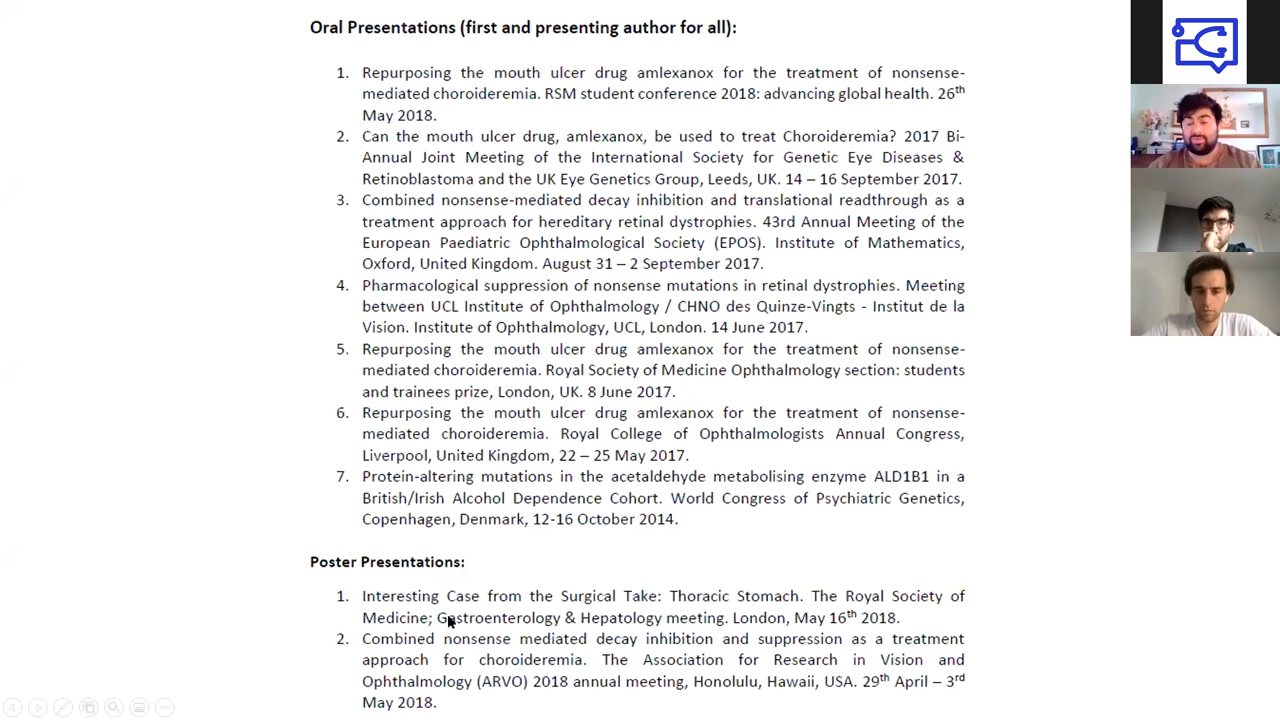 Oral Presentations (first and presenting author for all):
1. Repurposing the mouth ulcer drug amlexanox for the treatment of nonsense-
mediated choroideremia. RSM student conference 2018: advancing global health. 26th
May 2018.
2. Can the mouth ulcer drug, amlexanox, be used to treat Choroideremia? 2017 Bi-
Annual Joint Meeting of the International Society for Genetic Eye Diseases &
Retinoblastoma and the UK Eye Genetics Group, Leeds, UK. 14 – 16 September 2017.
3. Combined nonsense-mediated decay inhibition and translational readthrough as a
treatment approach for hereditary retinal dystrophies. 43rd Annual Meeting of the
European Paediatric Ophthalmological Society (EPOS). Institute of Mathematics,
Oxford, United Kingdom. August 31 – 2 September 2017.
4. Pharmacological suppression of nonsense mutations in retinal dystrophies. Meeting
between UCL Institute of Ophthalmology / CHNO des Quinze-Vingts - Institut de la
Vision. Institute of Ophthalmology, UCL, London. 14 June 2017.
5. Repurposing the mouth ulcer drug amlexanox for the treatment of nonsense-
mediated choroideremia. Royal Society of Medicine Ophthalmology section: students
and trainees prize, London, UK. 8 June 2017.
6. Repurposing the mouth ulcer drug amlexanox for the treatment of nonsense-
mediated choroideremia. Royal College of Ophthalmologists Annual Congress,
Liverpool, United Kingdom, 22 – 25 May 2017.
7. Protein-altering mutations in the acetaldehyde metabolising enzyme ALD1B1 in a
British/Irish Alcohol Dependence Cohort. World Congress of Psychiatric Genetics,
Copenhagen, Denmark, 12-16 October 2014.
Poster Presentations:
1. Interesting Case from the Surgical Take: Thoracic Stomach. The Royal Society of
Medicine; Gastroenterology & Hepatology meeting. London, May 16th 2018.
2. Combined nonsense mediated decay inhibition and suppression as a treatment
approach for choroideremia. The Association for Research in Vision and
Ophthalmology (ARVO) 2018 annual meeting, Honolulu, Hawaii, USA. 29th April – 3rd
May 2018.